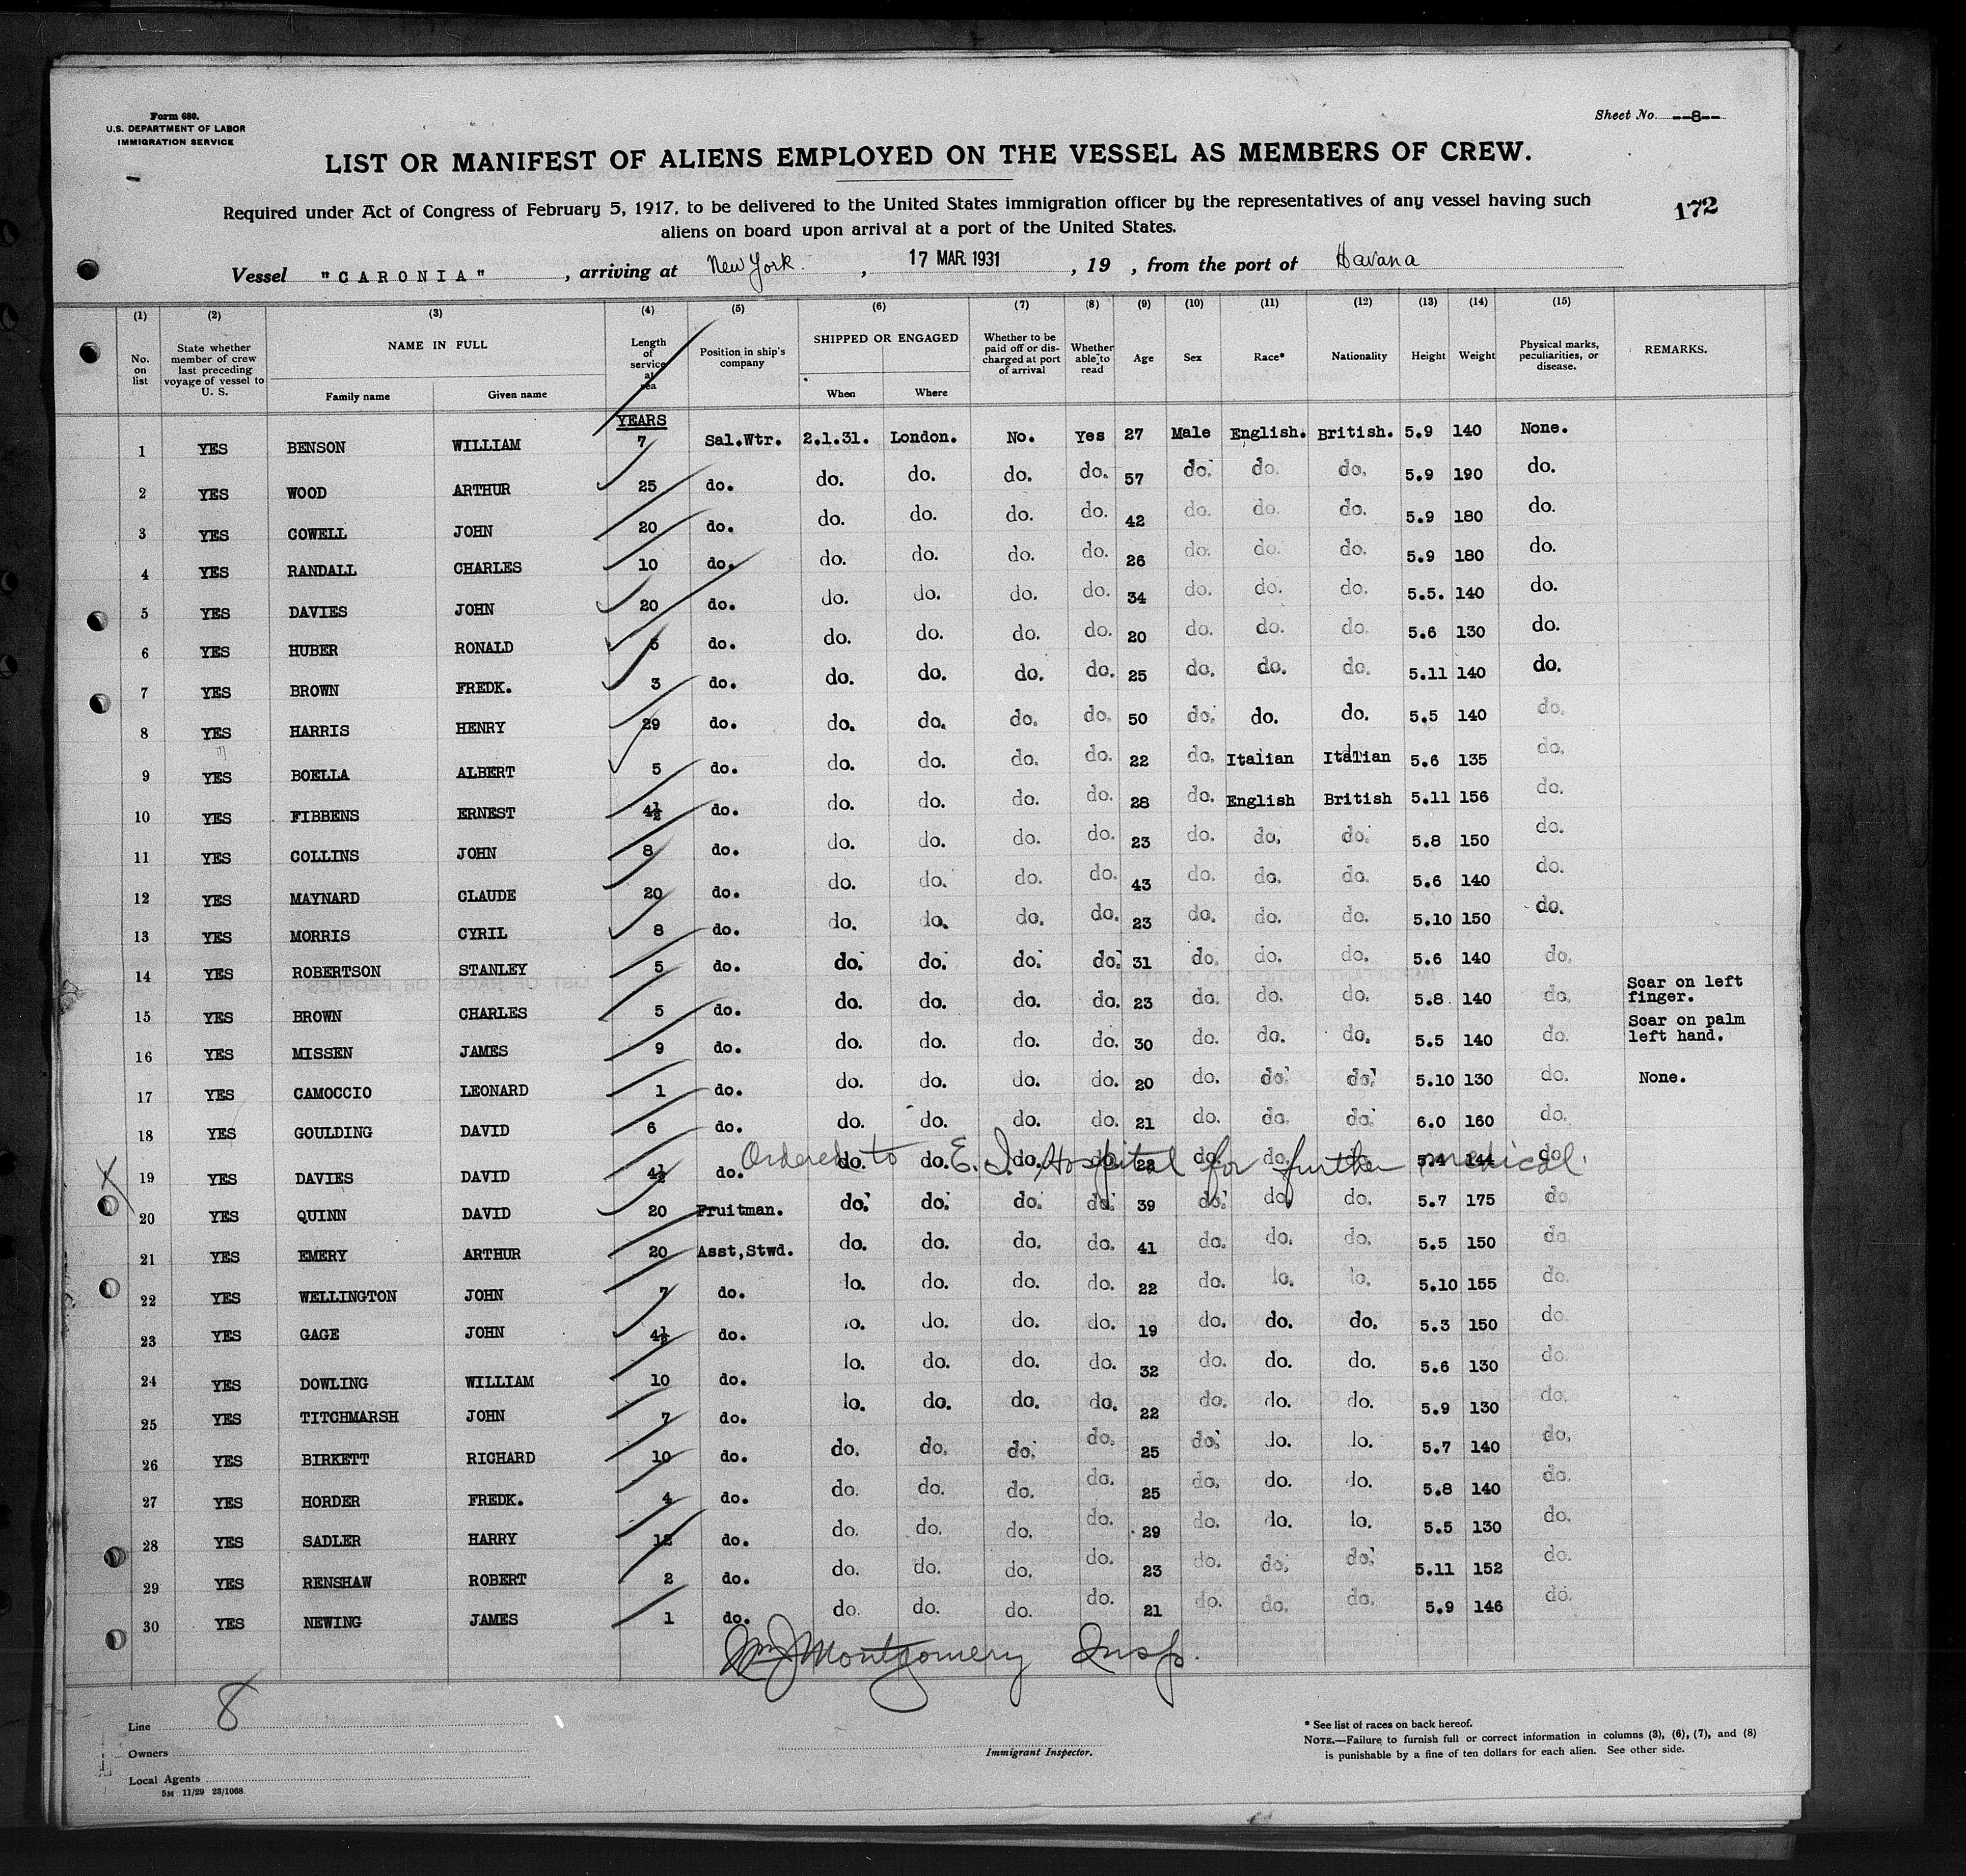 Form 680.
U.S. DEPARTMENT OF LABOR
IMMIGRATION SERVICE
Sheet No. --8--
LIST OR MANIFEST OF ALIENS EMPLOYED ON THE VESSEL AS MEMBERS OF CREW.
172
Required under Act of Congress of February 5, 1917, to be delivered to the United States immigration officer by the representatives of any vessel having such
aliens on board upon arrival at a port of the United States.
Vessel "CARONIA", arriving at New York., 17 MAR. 1931, 19 , from the port of Havana
(1) (2) (3) (4) (5) (6) (7) (8) (9) (10) (11) (12) (13) (14) (15)
No. on list State whether member of crew last preceding voyage of vessel to U. S. NAME IN FULL Family name Given name Length of service at sea Position in ship's company SHIPPED OR ENGAGED When Where Whether to be paid off or discharged at port of arrival Whether able to read Age Sex Race* Nationality Height Weight Physical marks, peculiarities, or disease. REMARKS.
YEARS
1 YES BENSON WILLIAM 7 Sal.Wtr. 2.1.31. London. No. Yes 27 Male English. British. 5.9 140 None.
2 YES WOOD ARTHUR 25 do. do. do. do. do. 57 do. do. do. 5.9 190 do.
3 YES COWELL JOHN 20 do. do. do. do. do. 42 do. do. do. 5.9 180 do.
4 YES RANDALL CHARLES 10 do. do. do. do. do. 26 do. do. do. 5.9 180 do.
5 YES DAVIES JOHN 20 do. do. do. do. do. 34 do. do. do. 5.5. 140 do.
6 YES HUBER RONALD 5 do. do. do. do. do. 20 do. do. do. 5.6 130 do.
7 YES BROWN FREDK. 3 do. do. do. do. do. 25 do. do. do. 5.11 140 do.
8 YES HARRIS HENRY 29 do. do. do. do. do. 50 do. do. do. 5.5 140 do.
9 YES BOELLA ALBERT 5 do. do. do. do. do. 22 do. Italian Italian 5.6 135 do.
10 YES FIBBENS ERNEST 4½ do. do. do. do. do. 28 do. English British 5.11 156 do.
11 YES COLLINS JOHN 8 do. do. do. do. do. 23 do. do. do. 5.8 150 do.
12 YES MAYNARD CLAUDE 20 do. do. do. do. do. 43 do. do. do. 5.6 140 do.
13 YES MORRIS CYRIL 8 do. do. do. do. do. 23 do. do. do. 5.10 150 do.
14 YES ROBERTSON STANLEY 5 do. do. do. do. do. 31 do. do. do. 5.6 140 do.
15 YES BROWN CHARLES 5 do. do. do. do. do. 23 do. do. do. 5.8 140 do. Scar on left finger.
16 YES MISSEN JAMES 9 do. do. do. do. do. 30 do. do. do. 5.5 140 do. Scar on palm left hand.
17 YES CAMOCCIO LEONARD 1 do. do. do. do. do. 20 do. do. do. 5.10 130 do. None.
18 YES GOULDING DAVID 6 do. do. do. do. do. 21 do. do. do. 6.0 160 do.
Ordered to E. I. Hospital for further medical.
19 YES DAVIES DAVID 4½ do. do. do. do. do. do. do. do. 5.4 144 do.
20 YES QUINN DAVID 20 Fruitman. do. do. do. do. 39 do. do. do. 5.7 175 do.
21 YES EMERY ARTHUR 20 Asst,Stwd. do. do. do. do. 41 do. do. do. 5.5 150 do.
22 YES WELLINGTON JOHN 7 do. do. do. do. do. 22 do. do. do. 5.10 155 do.
23 YES GAGE JOHN 4½ do. do. do. do. do. 19 do. do. do. 5.3 150 do.
24 YES DOWLING WILLIAM 10 do. do. do. do. do. 32 do. do. do. 5.6 130 do.
25 YES TITCHMARSH JOHN 7 do. do. do. do. do. 22 do. do. do. 5.9 130 do.
26 YES BIRKETT RICHARD 10 do. do. do. do. do. 25 do. do. do. 5.7 140 do.
27 YES HORDER FREDK. 4 do. do. do. do. do. 25 do. do. do. 5.8 140 do.
28 YES SADLER HARRY 12 do. do. do. do. do. 29 do. do. do. 5.5 130 do.
29 YES RENSHAW ROBERT 2 do. do. do. do. do. 23 do. do. do. 5.11 152 do.
30 YES NEWING JAMES 1 do. do. do. do. do. 21 do. do. do. 5.9 146 do.
Wm J Montgomery Insp.
8
Line
Owners
Local Agents
5M 11/29 23/1068
Immigrant Inspector.
* See list of races on back hereof.
NOTE.—Failure to furnish full or correct information in columns (3), (6), (7), and (8)
is punishable by a fine of ten dollars for each alien. See other side.